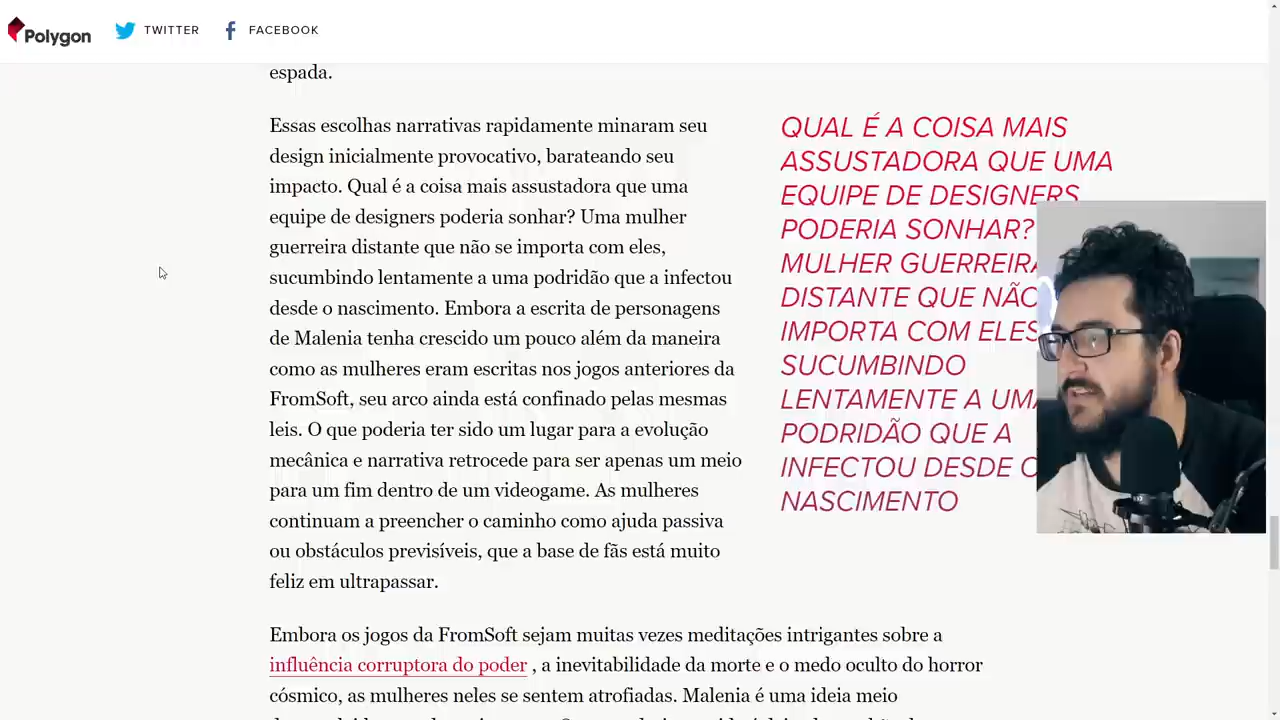 Polygon
TWITTER
FACEBOOK
espada.
Essas escolhas narrativas rapidamente minaram seu
design inicialmente provocativo, barateando seu
impacto. Qual é a coisa mais assustadora que uma
equipe de designers poderia sonhar? Uma mulher
guerreira distante que não se importa com eles,
sucumbindo lentamente a uma podridão que a infectou
desde o nascimento. Embora a escrita de personagens
de Malenia tenha crescido um pouco além da maneira
como as mulheres eram escritas nos jogos anteriores da
FromSoft, seu arco ainda está confinado pelas mesmas
leis. O que poderia ter sido um lugar para a evolução
mecânica e narrativa retrocede para ser apenas um meio
para um fim dentro de um videogame. As mulheres
continuam a preencher o caminho como ajuda passiva
ou obstáculos previsíveis, que a base de fãs está muito
feliz em ultrapassar.
QUAL É A COISA MAIS
ASSUSTADORA QUE UMA
EQUIPE DE DESIGNERS
PODERIA SONHAR?
MULHER GUERREIRA
DISTANTE QUE NÃO
IMPORTA COM ELES
SUCUMBINDO
LENTAMENTE A UMA
PODRIDÃO QUE A
INFECTOU DESDE O
NASCIMENTO
Embora os jogos da FromSoft sejam muitas vezes meditações intrigantes sobre a
influência corruptora do poder , a inevitabilidade da morte e o medo oculto do horror
cósmico, as mulheres neles se sentem atrofiadas. Malenia é uma ideia meio